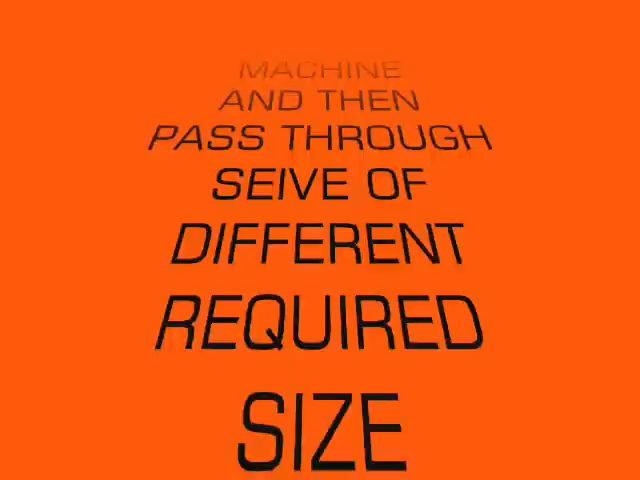 MACHINE
AND THEN
PASS THROUGH
SEIVE OF
DIFFERENT
REQUIRED
SIZE